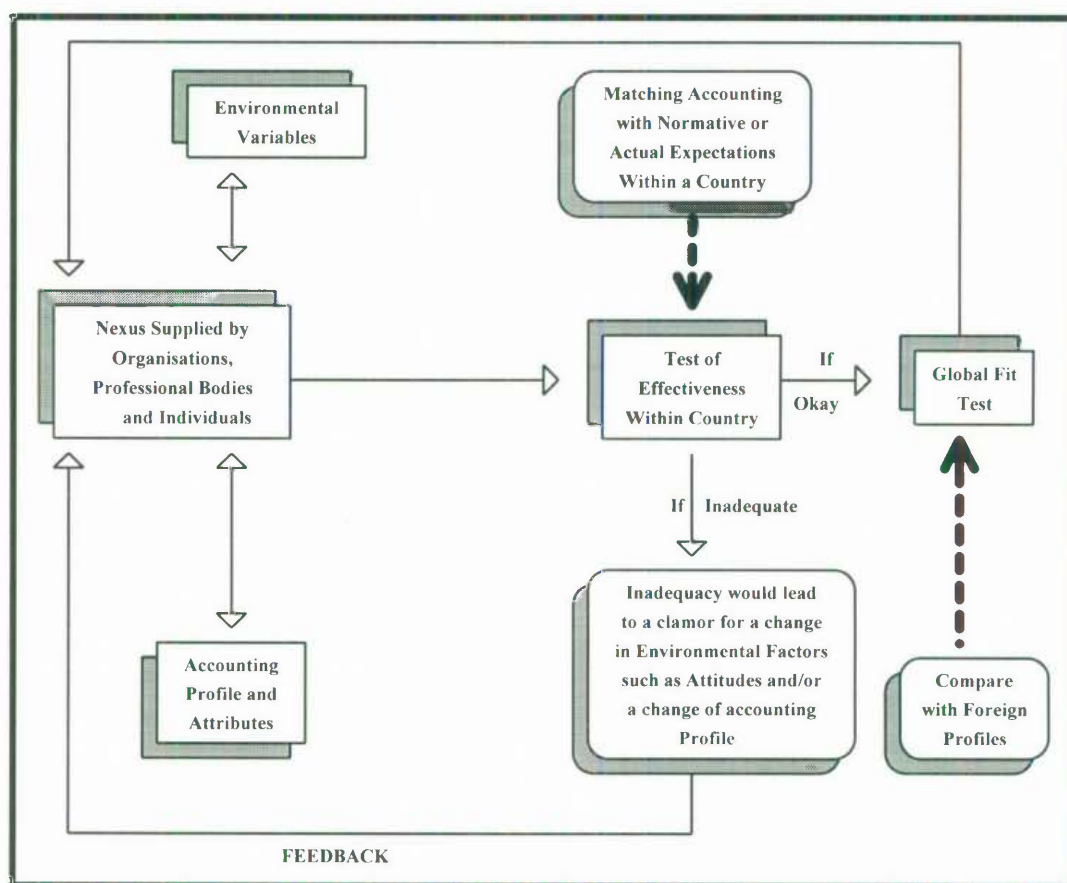 Environmental
Variables
Matching Accounting
with Normative or
Actual Expectations
Within a Country
Nexus Supplied by
Organisations,
Professional Bodies
and Individuals
Test of
Effectiveness
Within Country
If
Okay
Global Fit
Test
If Inadequate
Accounting
Profile and
Attributes
Inadequacy would lead
to a clamor for a change
in Environmental Factors
such as Attitudes and/or
a change of accounting
Profile
Compare
with Foreign
Profiles
FEEDBACK